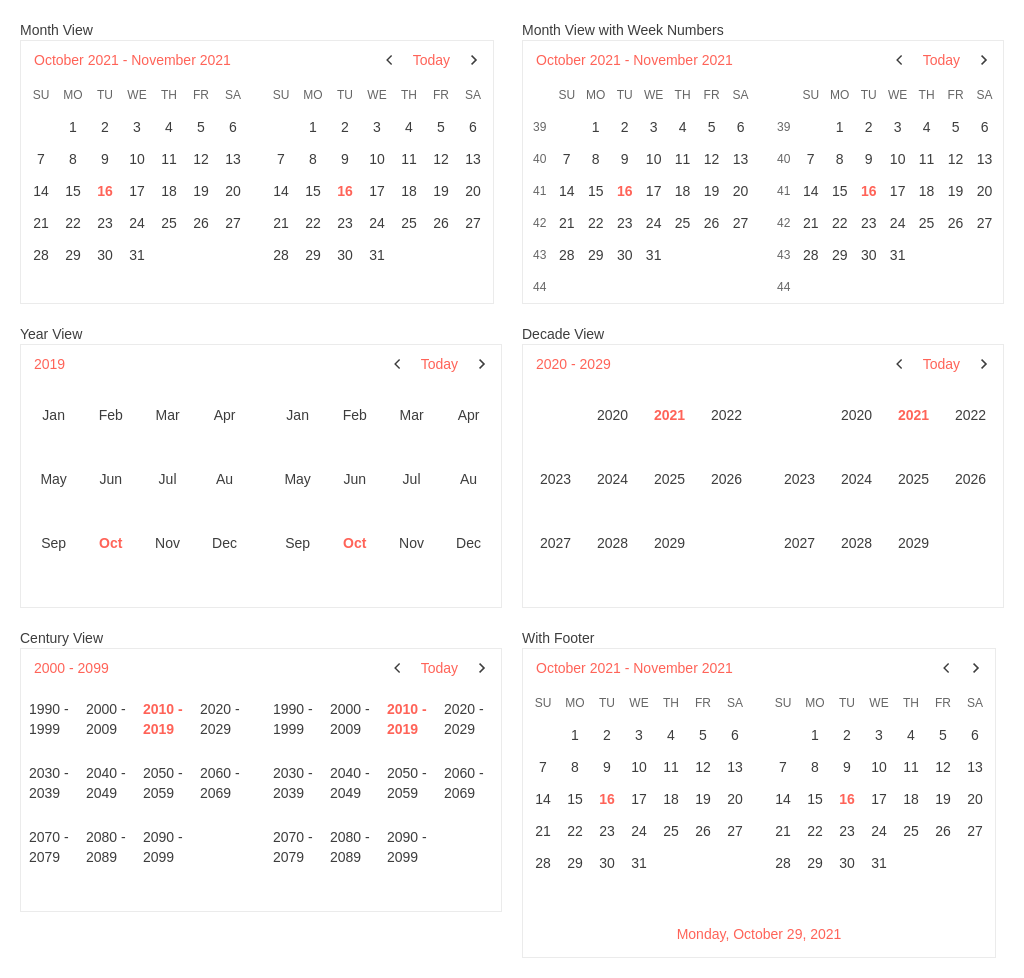 Month View
October 2021 - November 2021 Today
SU MO TU WE TH FR SA SU MO TU WE TH FR SA
1 2 3 4 5 6 1 2 3 4 5 6
7 8 9 10 11 12 13 7 8 9 10 11 12 13
14 15 16 17 18 19 20 14 15 16 17 18 19 20
21 22 23 24 25 26 27 21 22 23 24 25 26 27
28 29 30 31 28 29 30 31
Month View with Week Numbers
October 2021 - November 2021 Today
SU MO TU WE TH FR SA SU MO TU WE TH FR SA
39 1 2 3 4 5 6 39 1 2 3 4 5 6
40 7 8 9 10 11 12 13 40 7 8 9 10 11 12 13
41 14 15 16 17 18 19 20 41 14 15 16 17 18 19 20
42 21 22 23 24 25 26 27 42 21 22 23 24 25 26 27
43 28 29 30 31 43 28 29 30 31
44 44
Year View
2019 Today
Jan Feb Mar Apr Jan Feb Mar Apr
May Jun Jul Au May Jun Jul Au
Sep Oct Nov Dec Sep Oct Nov Dec
Decade View
2020 - 2029 Today
2020 2021 2022 2020 2021 2022
2023 2024 2025 2026 2023 2024 2025 2026
2027 2028 2029 2027 2028 2029
Century View
2000 - 2099 Today
1990 - 2000 - 2010 - 2020 - 1990 - 2000 - 2010 - 2020 -
1999 2009 2019 2029 1999 2009 2019 2029
2030 - 2040 - 2050 - 2060 - 2030 - 2040 - 2050 - 2060 -
2039 2049 2059 2069 2039 2049 2059 2069
2070 - 2080 - 2090 - 2070 - 2080 - 2090 -
2079 2089 2099 2079 2089 2099
With Footer
October 2021 - November 2021
SU MO TU WE TH FR SA SU MO TU WE TH FR SA
1 2 3 4 5 6 1 2 3 4 5 6
7 8 9 10 11 12 13 7 8 9 10 11 12 13
14 15 16 17 18 19 20 14 15 16 17 18 19 20
21 22 23 24 25 26 27 21 22 23 24 25 26 27
28 29 30 31 28 29 30 31
Monday, October 29, 2021